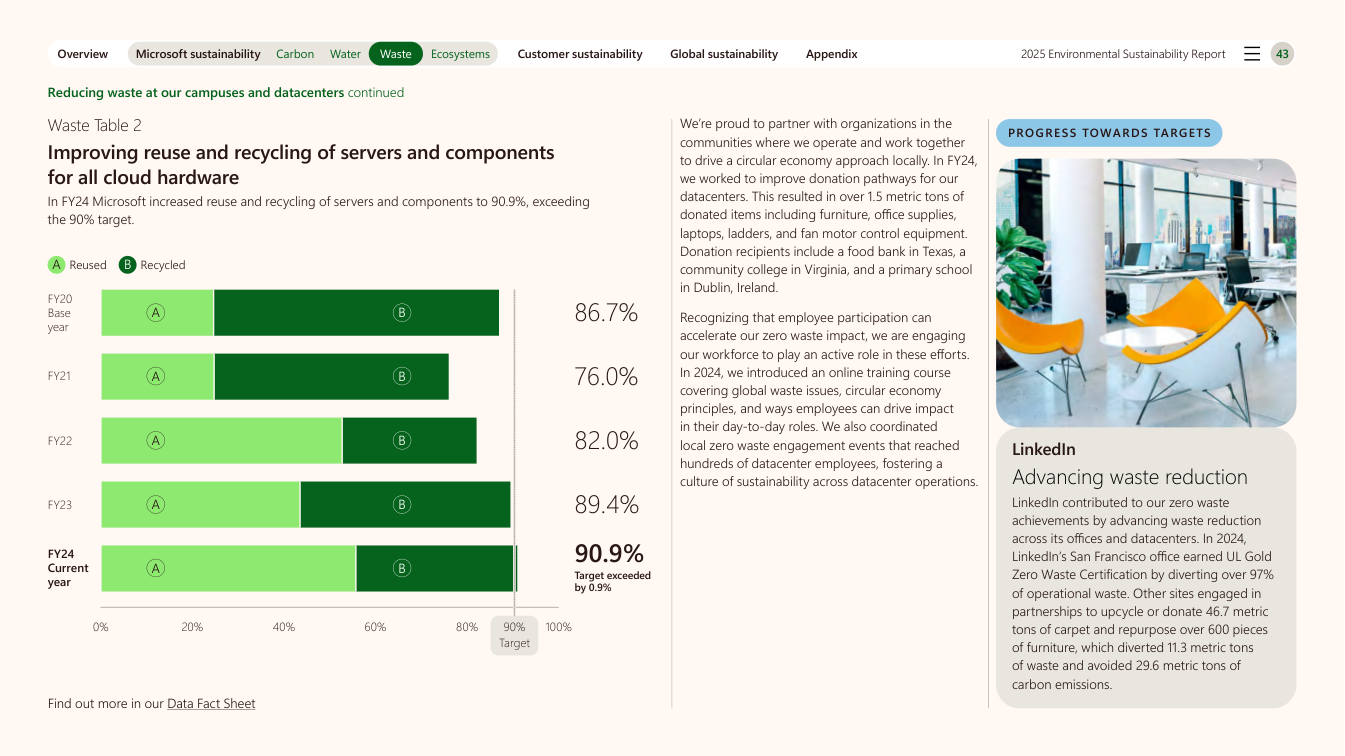 Overview Microsoft sustainability Carbon Water Waste Ecosystems Customer sustainability Global sustainability Appendix 2025 Environmental Sustainability Report 43
Reducing waste at our campuses and datacenters continued
Waste Table 2
Improving reuse and recycling of servers and components
for all cloud hardware
In FY24 Microsoft increased reuse and recycling of servers and components to 90.9%, exceeding
the 90% target.
A Reused B Recycled
FY20
Base
year
A B 86.7%
FY21 A B 76.0%
FY22 A B 82.0%
FY23 A B 89.4%
FY24
Current
year
A B 90.9%
Target exceeded
by 0.9%
0% 20% 40% 60% 80% 90% 100%
Target
Find out more in our Data Fact Sheet
We're proud to partner with organizations in the
communities where we operate and work together
to drive a circular economy approach locally. In FY24,
we worked to improve donation pathways for our
datacenters. This resulted in over 1.5 metric tons of
donated items including furniture, office supplies,
laptops, ladders, and fan motor control equipment.
Donation recipients include a food bank in Texas, a
community college in Virginia, and a primary school
in Dublin, Ireland.
Recognizing that employee participation can
accelerate our zero waste impact, we are engaging
our workforce to play an active role in these efforts.
In 2024, we introduced an online training course
covering global waste issues, circular economy
principles, and ways employees can drive impact
in their day-to-day roles. We also coordinated
local zero waste engagement events that reached
hundreds of datacenter employees, fostering a
culture of sustainability across datacenter operations.
PROGRESS TOWARDS TARGETS
LinkedIn
Advancing waste reduction
LinkedIn contributed to our zero waste
achievements by advancing waste reduction
across its offices and datacenters. In 2024,
LinkedIn's San Francisco office earned UL Gold
Zero Waste Certification by diverting over 97%
of operational waste. Other sites engaged in
partnerships to upcycle or donate 46.7 metric
tons of carpet and repurpose over 600 pieces
of furniture, which diverted 11.3 metric tons
of waste and avoided 29.6 metric tons of
carbon emissions.